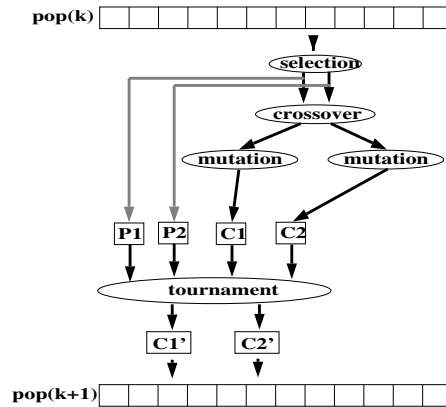 pop(k)
selection
crossover
mutation mutation
P1 P2 C1 C2
tournament
C1' C2'
pop(k+1)